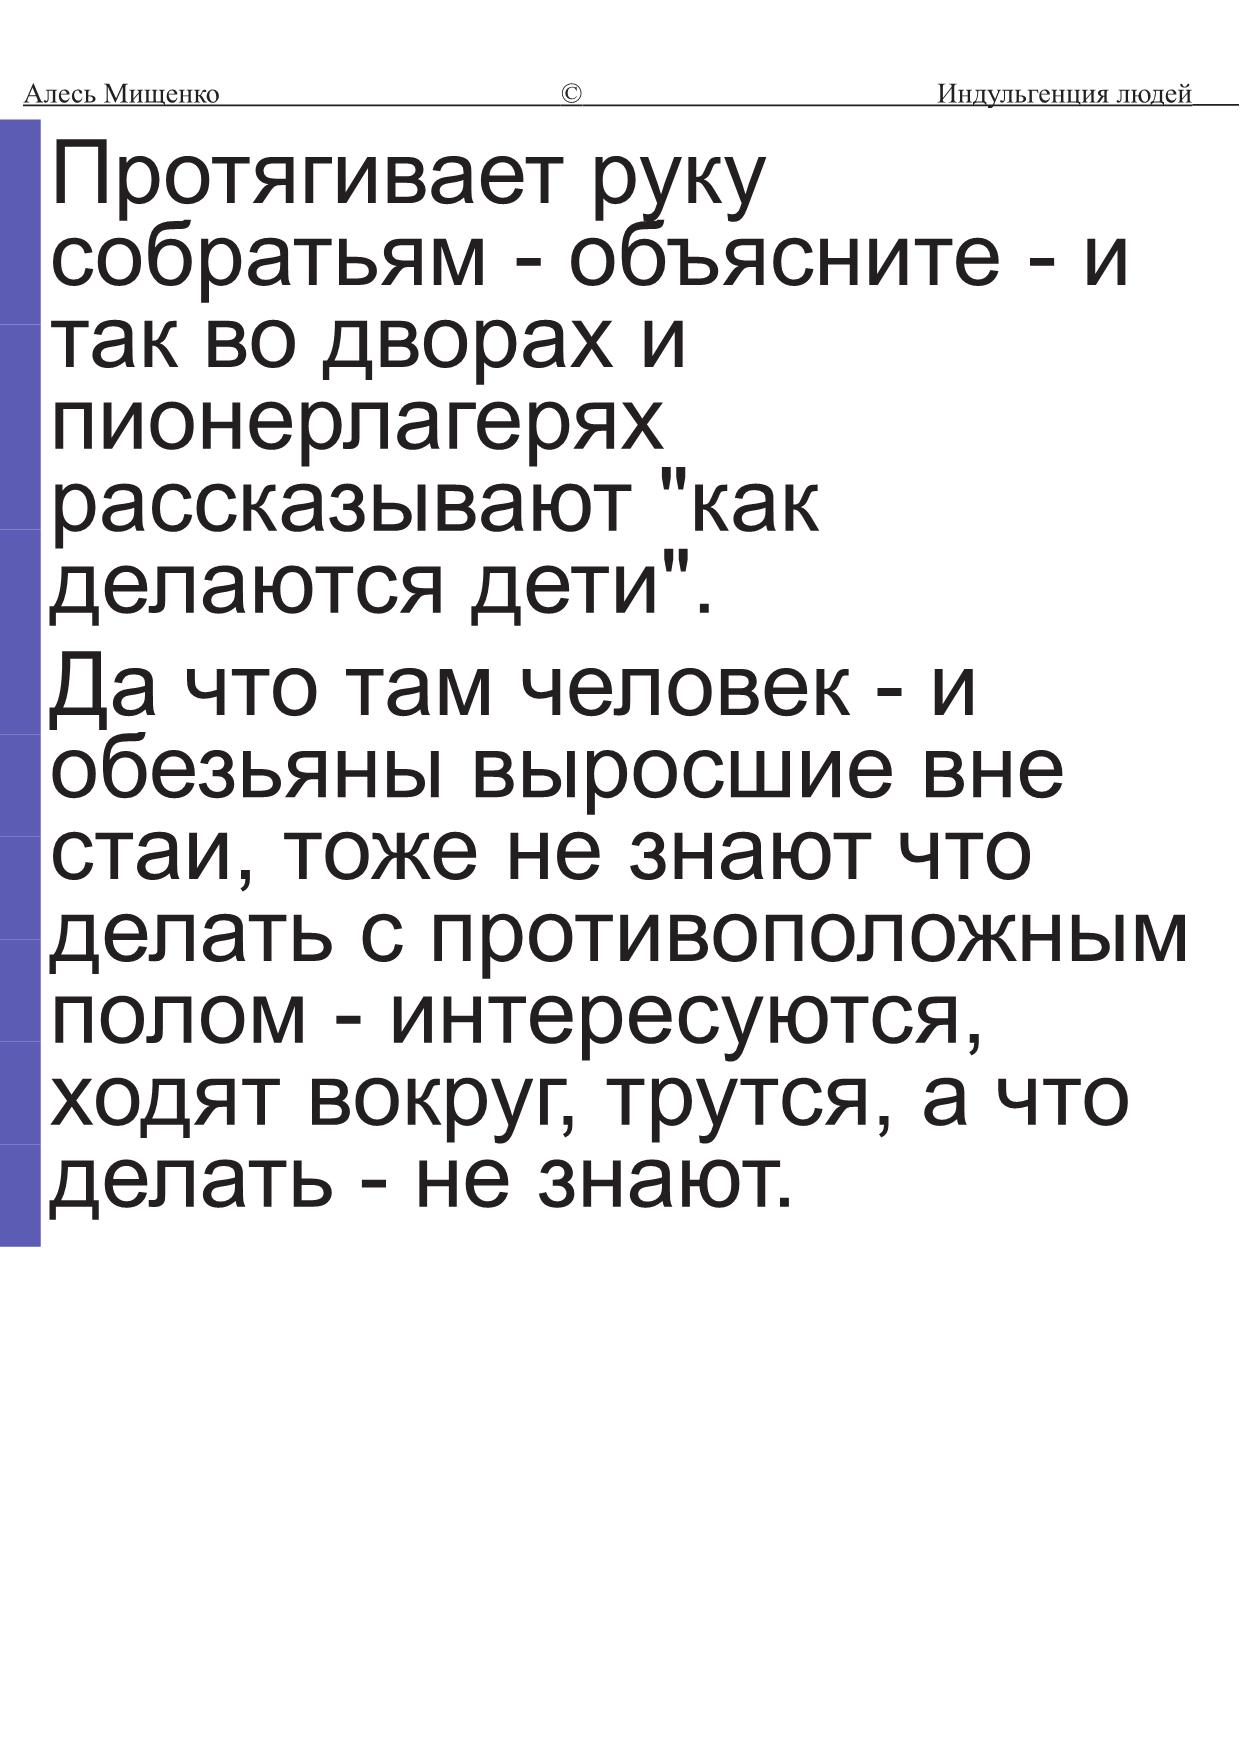 Алесь Мищенко © Индульгенция людей
Протягивает руку
собратьям - объясните - и
так во дворах и
пионерлагерях
рассказывают "как
делаются дети".
Да что там человек - и
обезьяны выросшие вне
стаи, тоже не знают что
делать с противоположным
полом - интересуются,
ходят вокруг, трутся, а что
делать - не знают.